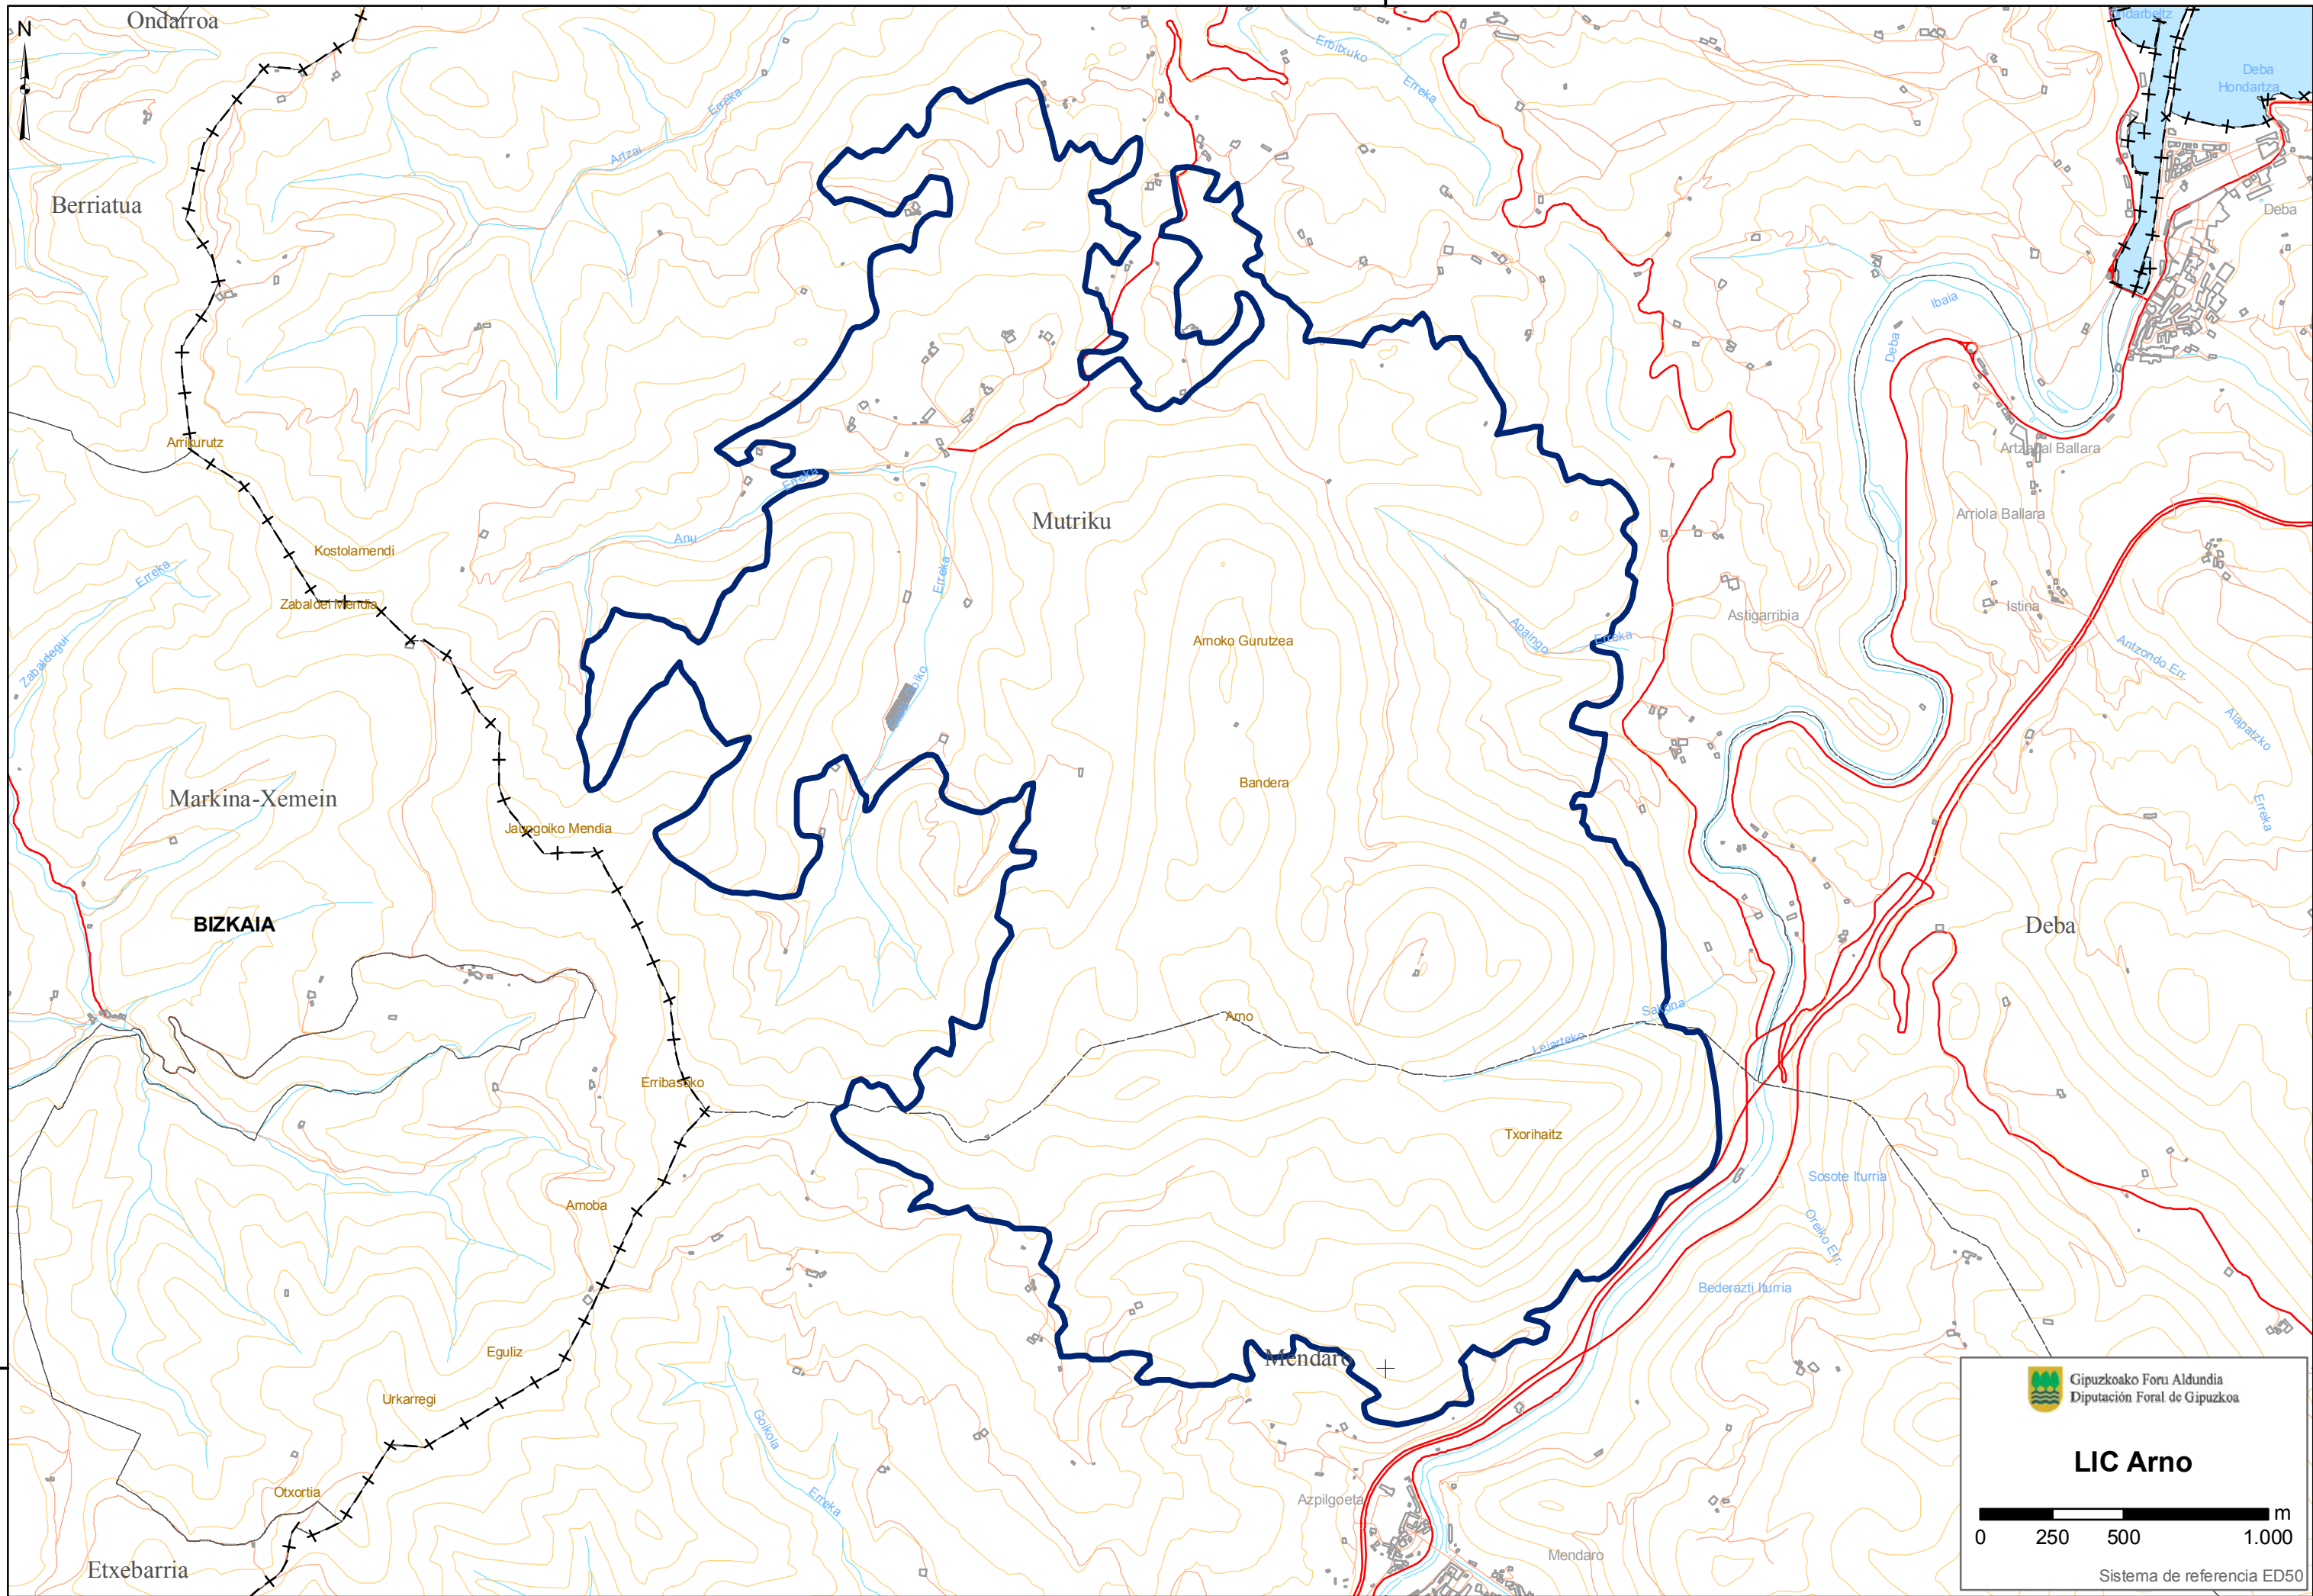 Ondarroa
N
Ondarbeltz
Erbitxuko
Erreka
Deba
Hondartza
Artzai
Erreka
Berriatua
Deba
Deba
Ibaia
Arrikurutz
Artzabal Ballara
Erreka
Anu
Mutriku
Arriola Ballara
Kostolamendi
Zabaldei Mendia
Zabaldegui
Erreka
Erreka
Arnoko Gurutzea
Apaingo
Erreka
Astigarribia
Istina
Antzondo Err.
Alapatzko
Erreka
Bandera
Markina-Xemein
Jaungoiko Mendia
BIZKAIA
Deba
Arno
Leiarteko
Sakona
Erribasoko
Txorihaitz
Sosote Iturria
Amoba
Oreiko Err.
Bederazti Iturria
Eguliz
Mendaro
Urkarregi
Goikola
Erreka
Otxortia
Azpilgoeta
Mendaro
Etxebarria
Gipuzkoako Foru Aldundia
Diputación Foral de Gipuzkoa
LIC Arno
m
0 250 500 1.000
Sistema de referencia ED50